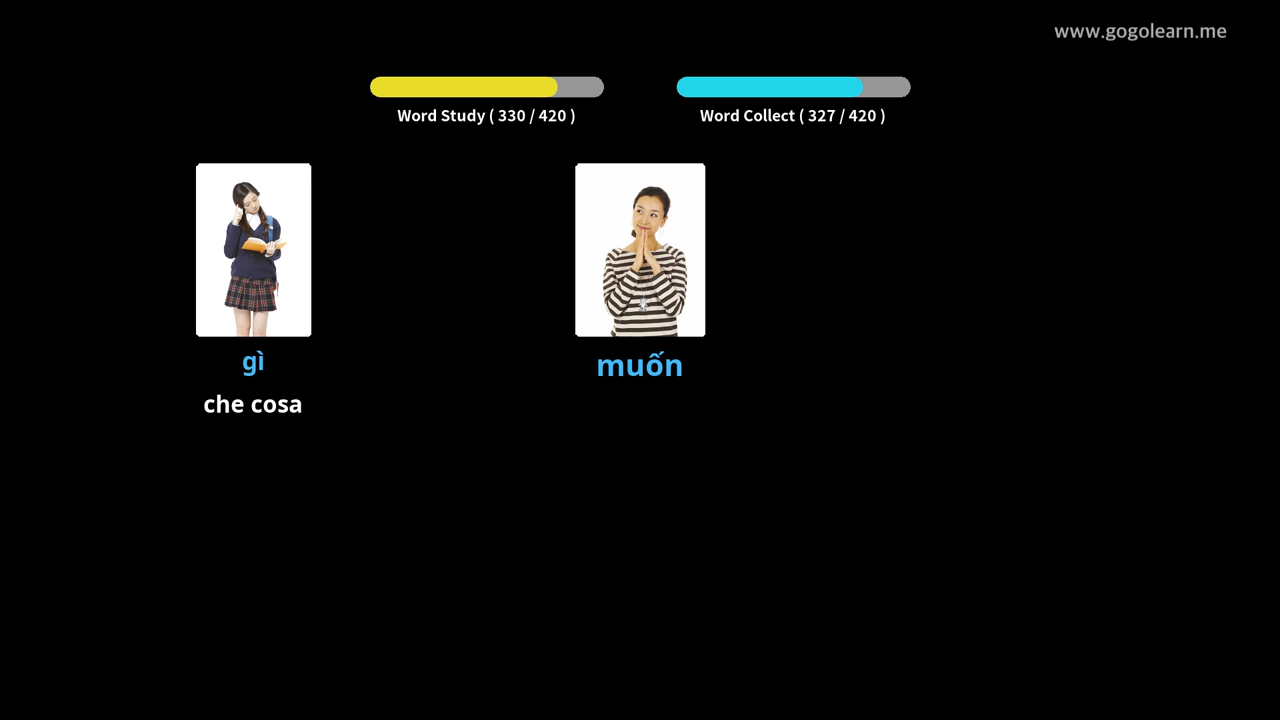 www.gogolearn.me
Word Study ( 330 / 420 )
Word Collect ( 327 / 420 )
gì
muốn
che cosa